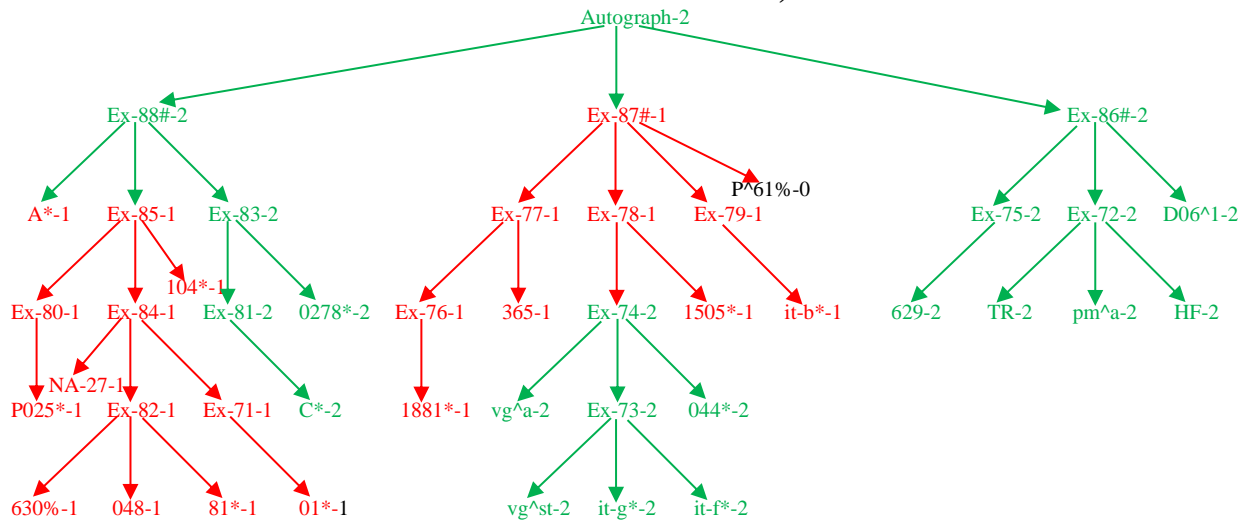 Autograph-2
Ex-88#-2 Ex-87#-1 Ex-86#-2
P^61%-0
A*-1 Ex-85-1 Ex-83-2 Ex-77-1 Ex-78-1 Ex-79-1 Ex-75-2 Ex-72-2 D06^1-2
104*-1
Ex-80-1 Ex-84-1 Ex-81-2 0278*-2 Ex-76-1 365-1 Ex-74-2 1505*-1 it-b*-1 629-2 TR-2 pm^a-2 HF-2
NA-27-1
P025*-1 Ex-82-1 Ex-71-1 C*-2 1881*-1 vg^a-2 Ex-73-2 044*-2
630%-1 048-1 81*-1 01*-1 vg^st-2 it-g*-2 it-f*-2